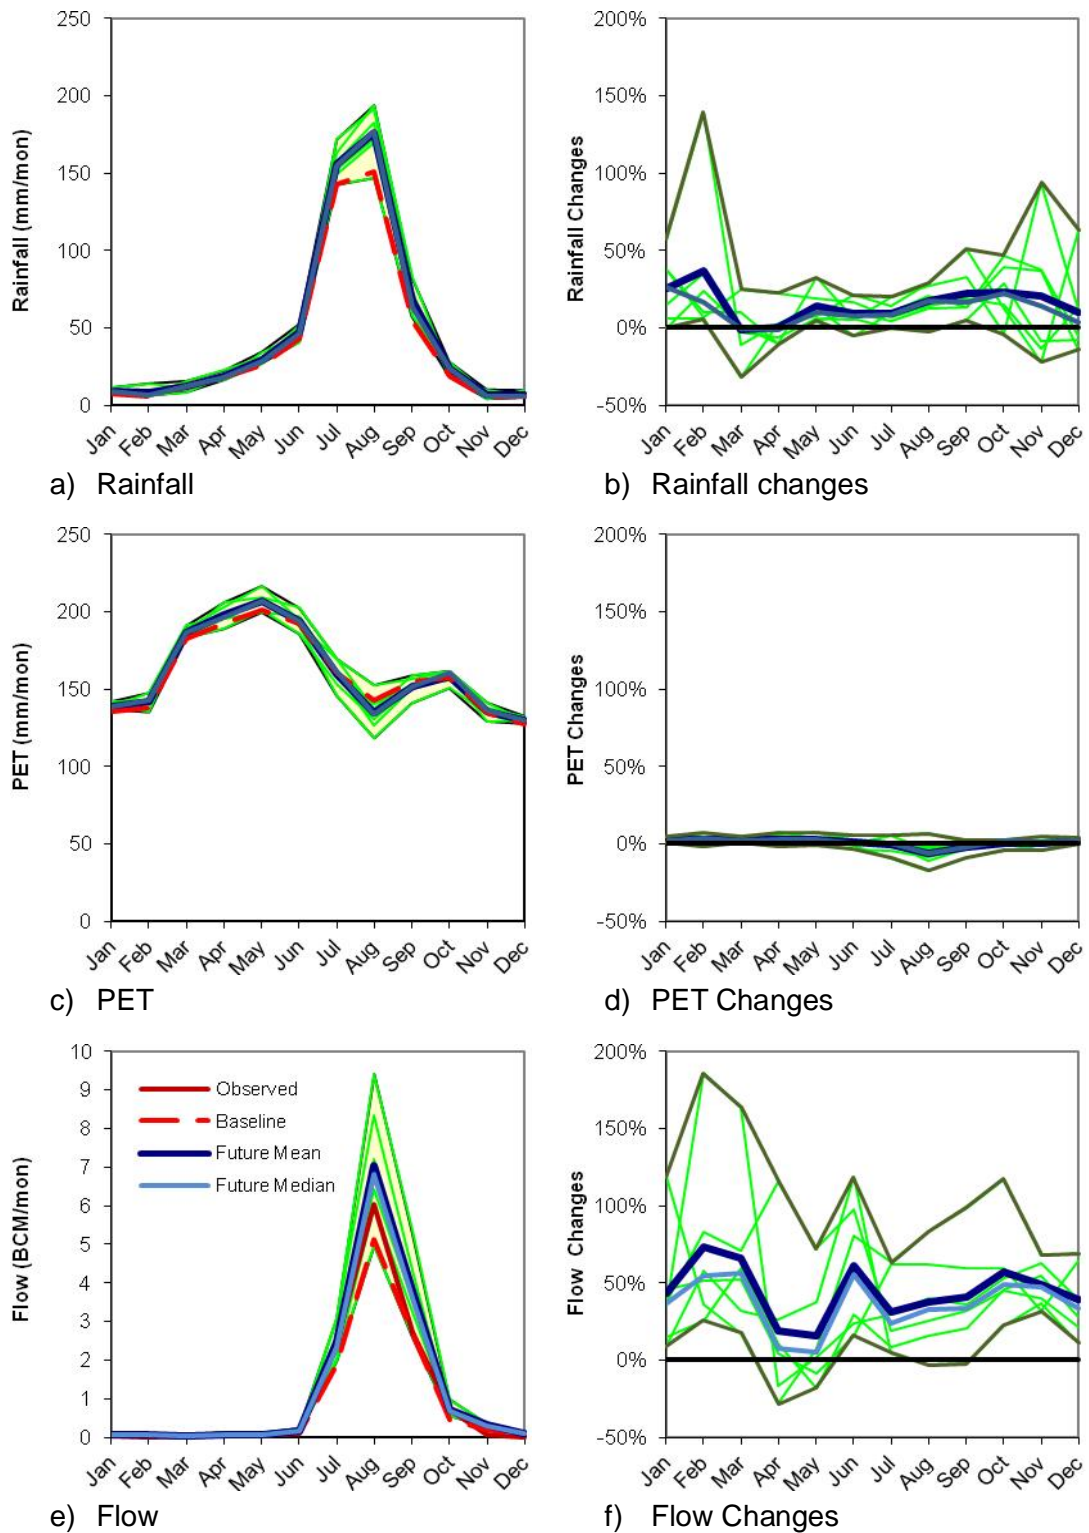 250
200
150
100
50
0
Rainfall (mm/mon)
Jan Feb Mar Apr May Jun Jul Aug Sep Oct Nov Dec
a) Rainfall
200%
150%
100%
50%
0%
-50%
Rainfall Changes
Jan Feb Mar Apr May Jun Jul Aug Sep Oct Nov Dec
b) Rainfall changes
250
200
150
100
50
0
PET (mm/mon)
Jan Feb Mar Apr May Jun Jul Aug Sep Oct Nov Dec
c) PET
200%
150%
100%
50%
0%
-50%
PET Changes
Jan Feb Mar Apr May Jun Jul Aug Sep Oct Nov Dec
d) PET Changes
10
9
8
7
6
5
4
3
2
1
0
Flow (BCM/mon)
Observed
Baseline
Future Mean
Future Median
Jan Feb Mar Apr May Jun Jul Aug Sep Oct Nov Dec
e) Flow
200%
150%
100%
50%
0%
-50%
Flow Changes
Jan Feb Mar Apr May Jun Jul Aug Sep Oct Nov Dec
f) Flow Changes